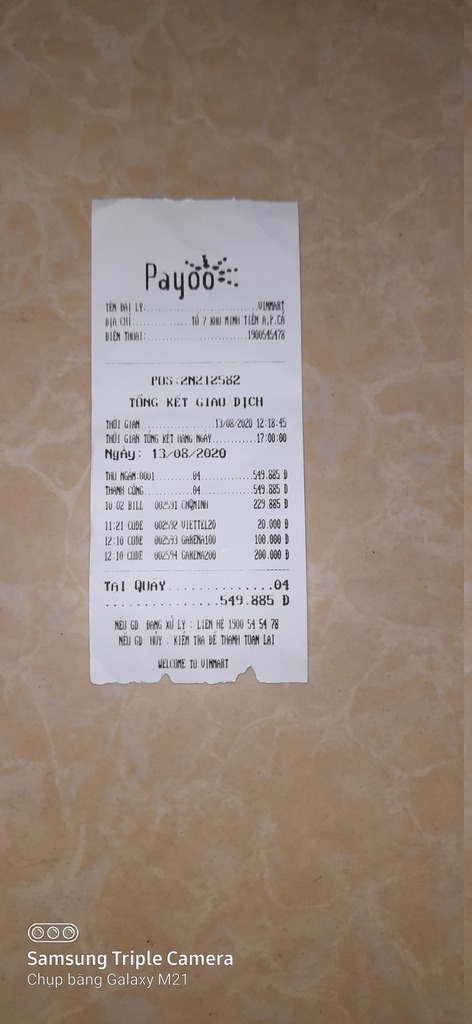 Payoo
TÊN ĐẠI LÝ:........................VINMART
ĐỊA CHỈ:............TỔ 7 KHU MINH TIẾN A,P.CẢ
ĐIỆN THOẠI:......................1900545478
POS:2N212582
TỔNG KẾT GIAO DỊCH
THỜI GIAN................13/08/2020 12:18:45
THỜI GIAN TỔNG KẾT HÀNG NGÀY..........17:00:00
Ngày: 13/08/2020
THU NGÂN:0001.........04............549.885 Đ
THÀNH CÔNG............04............549.885 Đ
10:02 BILL 002591 229.885 Đ
11:21 CODE 002592 VIETTEL20 20.000 Đ
12:10 CODE 002593 GARENA100 100.000 Đ
12:10 CODE 002594 GARENA200 200.000 Đ
TẠI QUẦY............04
.............549.885 Đ
NẾU GD ĐANG XỬ LÝ : LIÊN HỆ 1900 54 54 78
NẾU GD HỦY : KIỂM TRA ĐỂ THANH TOÁN LẠI
WELCOME TO VINMART
Samsung Triple Camera
Chụp bằng Galaxy M21